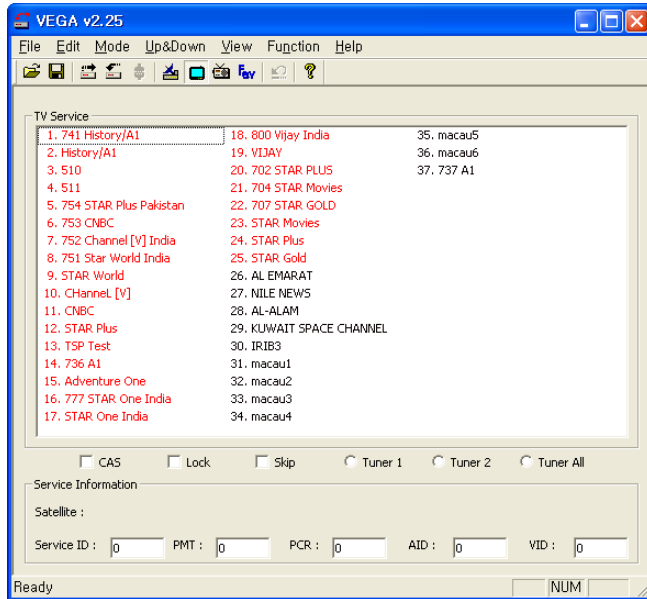 VEGA v2.25
File Edit Mode Up&Down View Function Help
Fav
TV Service
1. 741 History/A1
2. History/A1
3. 510
4. 511
5. 754 STAR Plus Pakistan
6. 753 CNBC
7. 752 Channel [V] India
8. 751 Star World India
9. STAR World
10. CHanneL [V]
11. CNBC
12. STAR Plus
13. TSP Test
14. 736 A1
15. Adventure One
16. 777 STAR One India
17. STAR One India
18. 800 Vijay India
19. VIJAY
20. 702 STAR PLUS
21. 704 STAR Movies
22. 707 STAR GOLD
23. STAR Movies
24. STAR Plus
25. STAR Gold
26. AL EMARAT
27. NILE NEWS
28. AL-ALAM
29. KUWAIT SPACE CHANNEL
30. IRIB3
31. macau1
32. macau2
33. macau3
34. macau4
35. macau5
36. macau6
37. 737 A1
CAS Lock Skip Tuner 1 Tuner 2 Tuner All
Service Information
Satellite :
Service ID : 0 PMT : 0 PCR : 0 AID : 0 VID : 0
Ready NUM